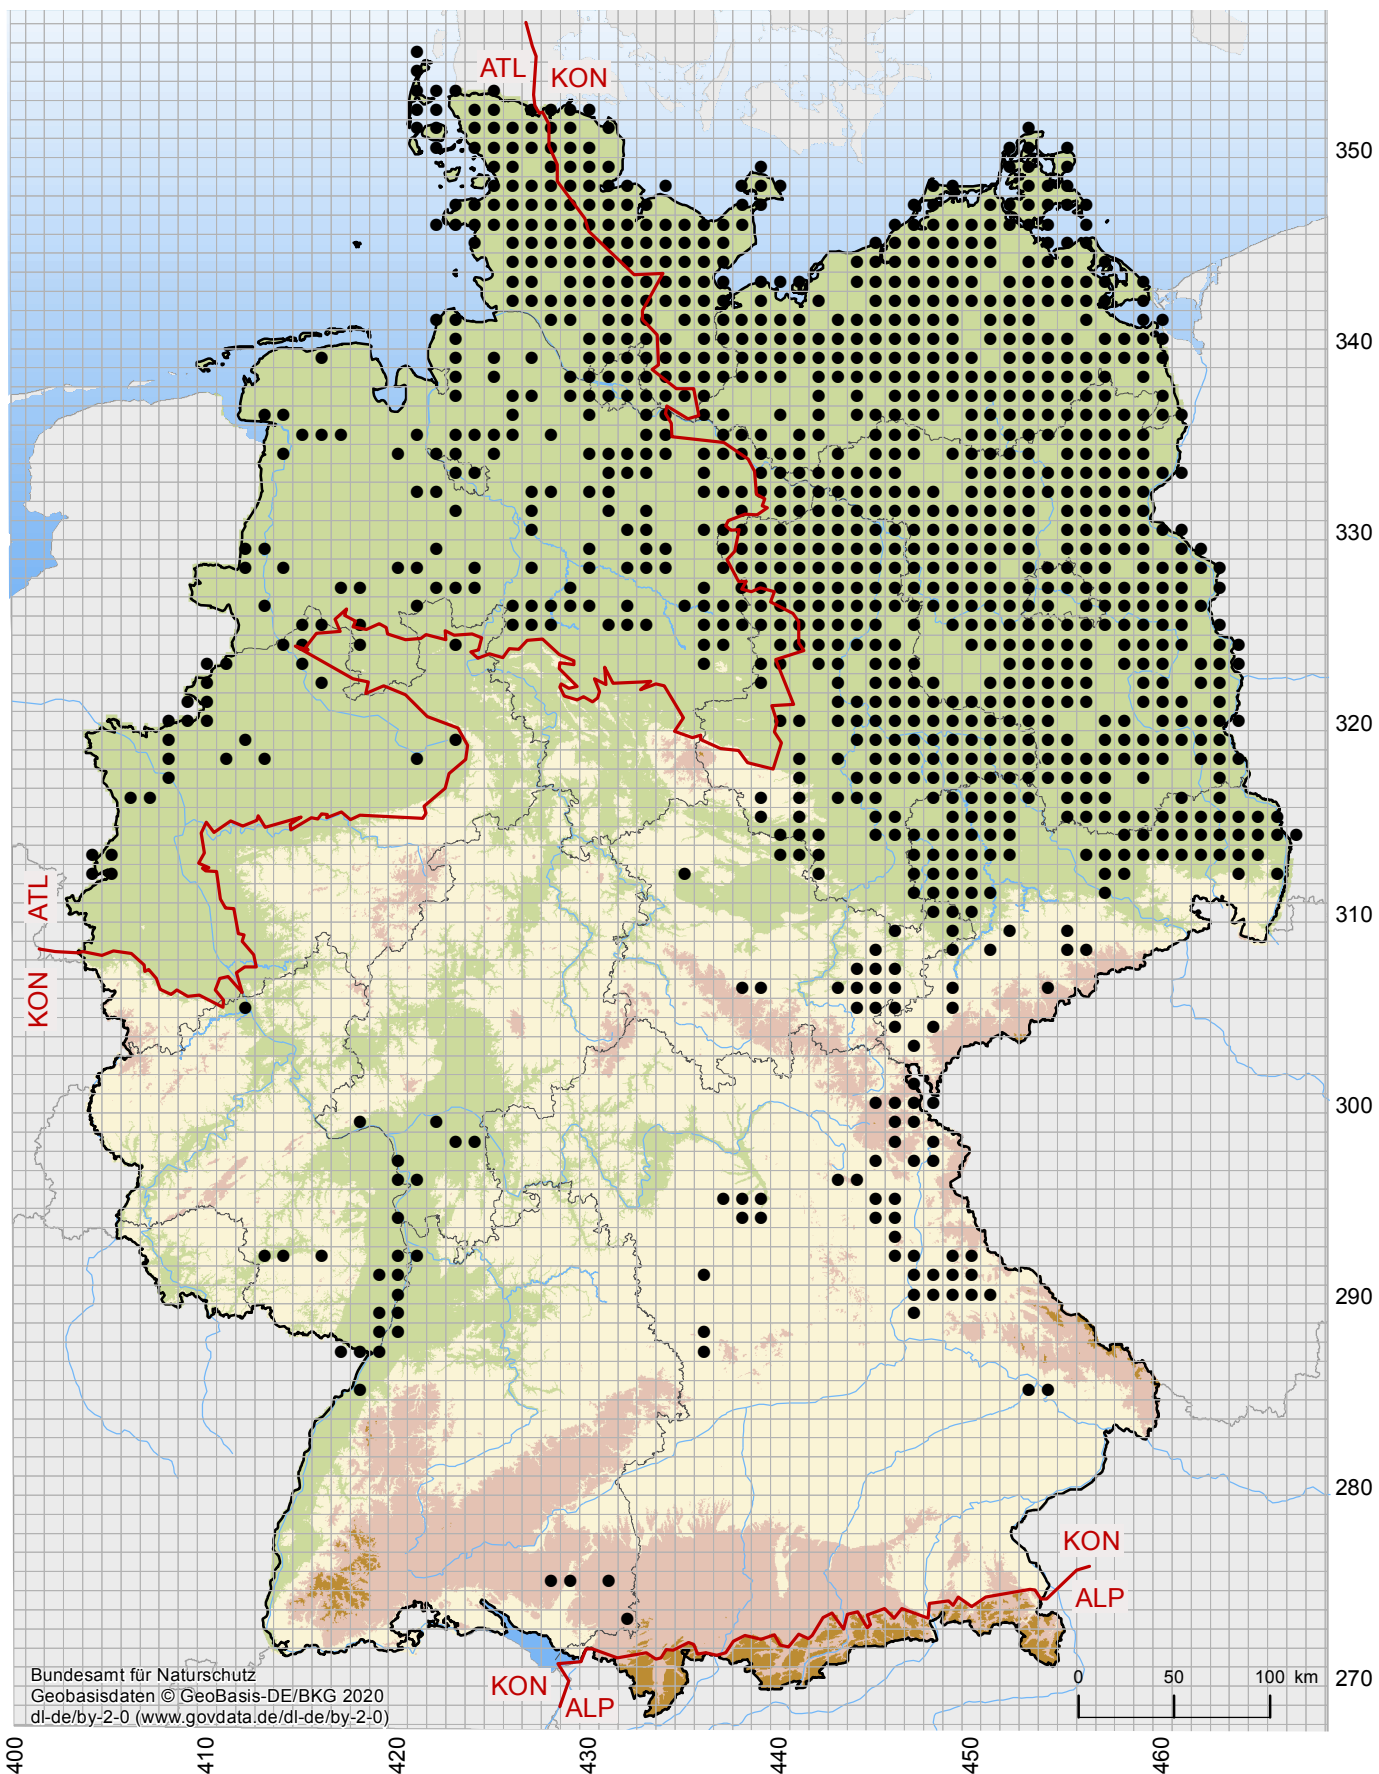 ATL
KON
350
340
330
320
ATL
310
KON
300
290
280
KON
ALP
Bundesamt für Naturschutz
Geobasisdaten © GeoBasis-DE/BKG 2020
dl-de/by-2-0 (www.govdata.de/dl-de/by-2-0)
KON
ALP
0 50 100 km
270
400 410 420 430 440 450 460